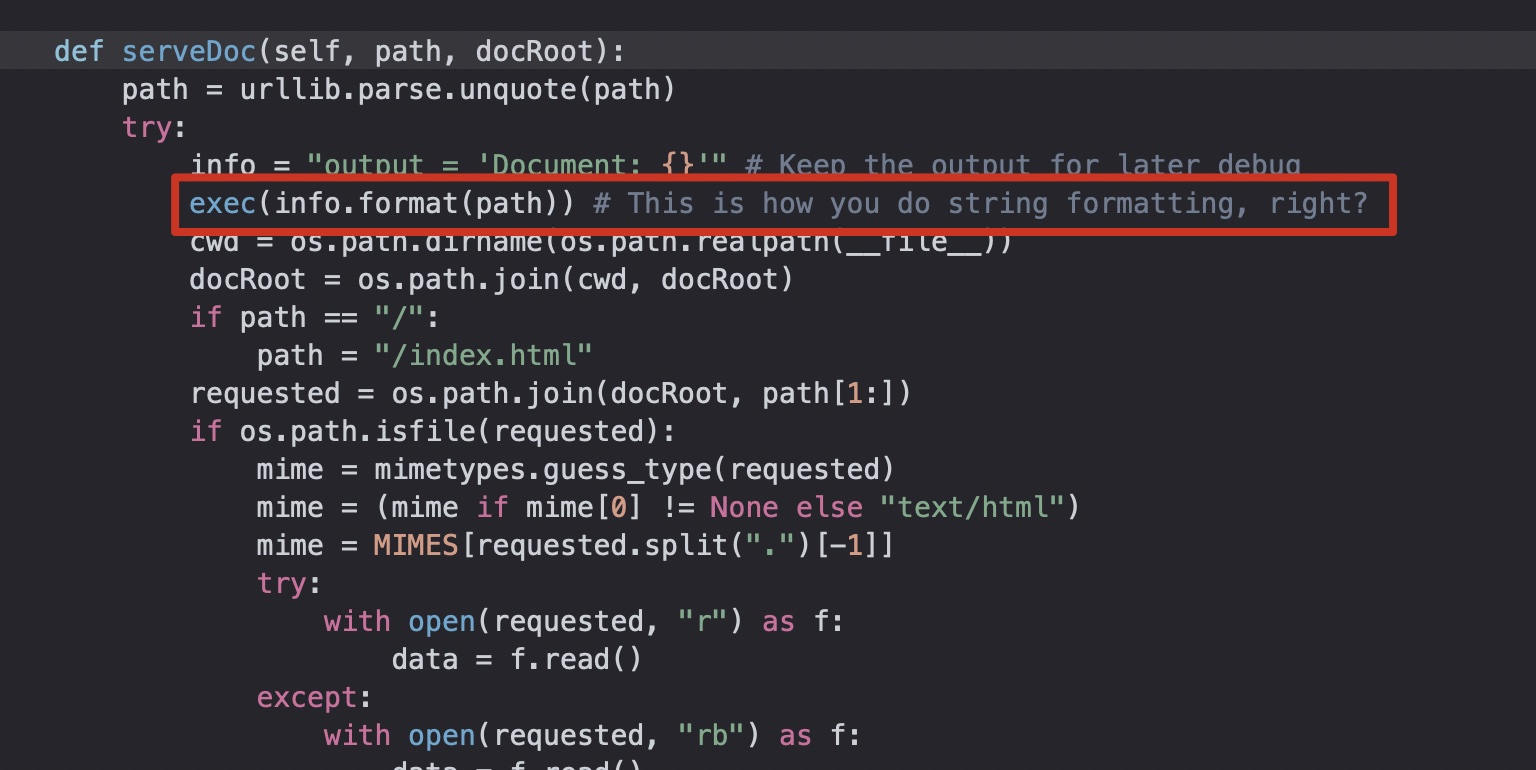 def serveDoc(self, path, docRoot):
    path = urllib.parse.unquote(path)
    try:
        info = "output = 'Document: {}'" # Keep the output for later debug
        exec(info.format(path)) # This is how you do string formatting, right?
        cwd = os.path.dirname(os.path.realpath(__file__))
        docRoot = os.path.join(cwd, docRoot)
        if path == "/":
            path = "/index.html"
        requested = os.path.join(docRoot, path[1:])
        if os.path.isfile(requested):
            mime = mimetypes.guess_type(requested)
            mime = (mime if mime[0] != None else "text/html")
            mime = MIMES[requested.split(".")[-1]]
            try:
                with open(requested, "r") as f:
                    data = f.read()
            except:
                with open(requested, "rb") as f:
                    data = f.read()